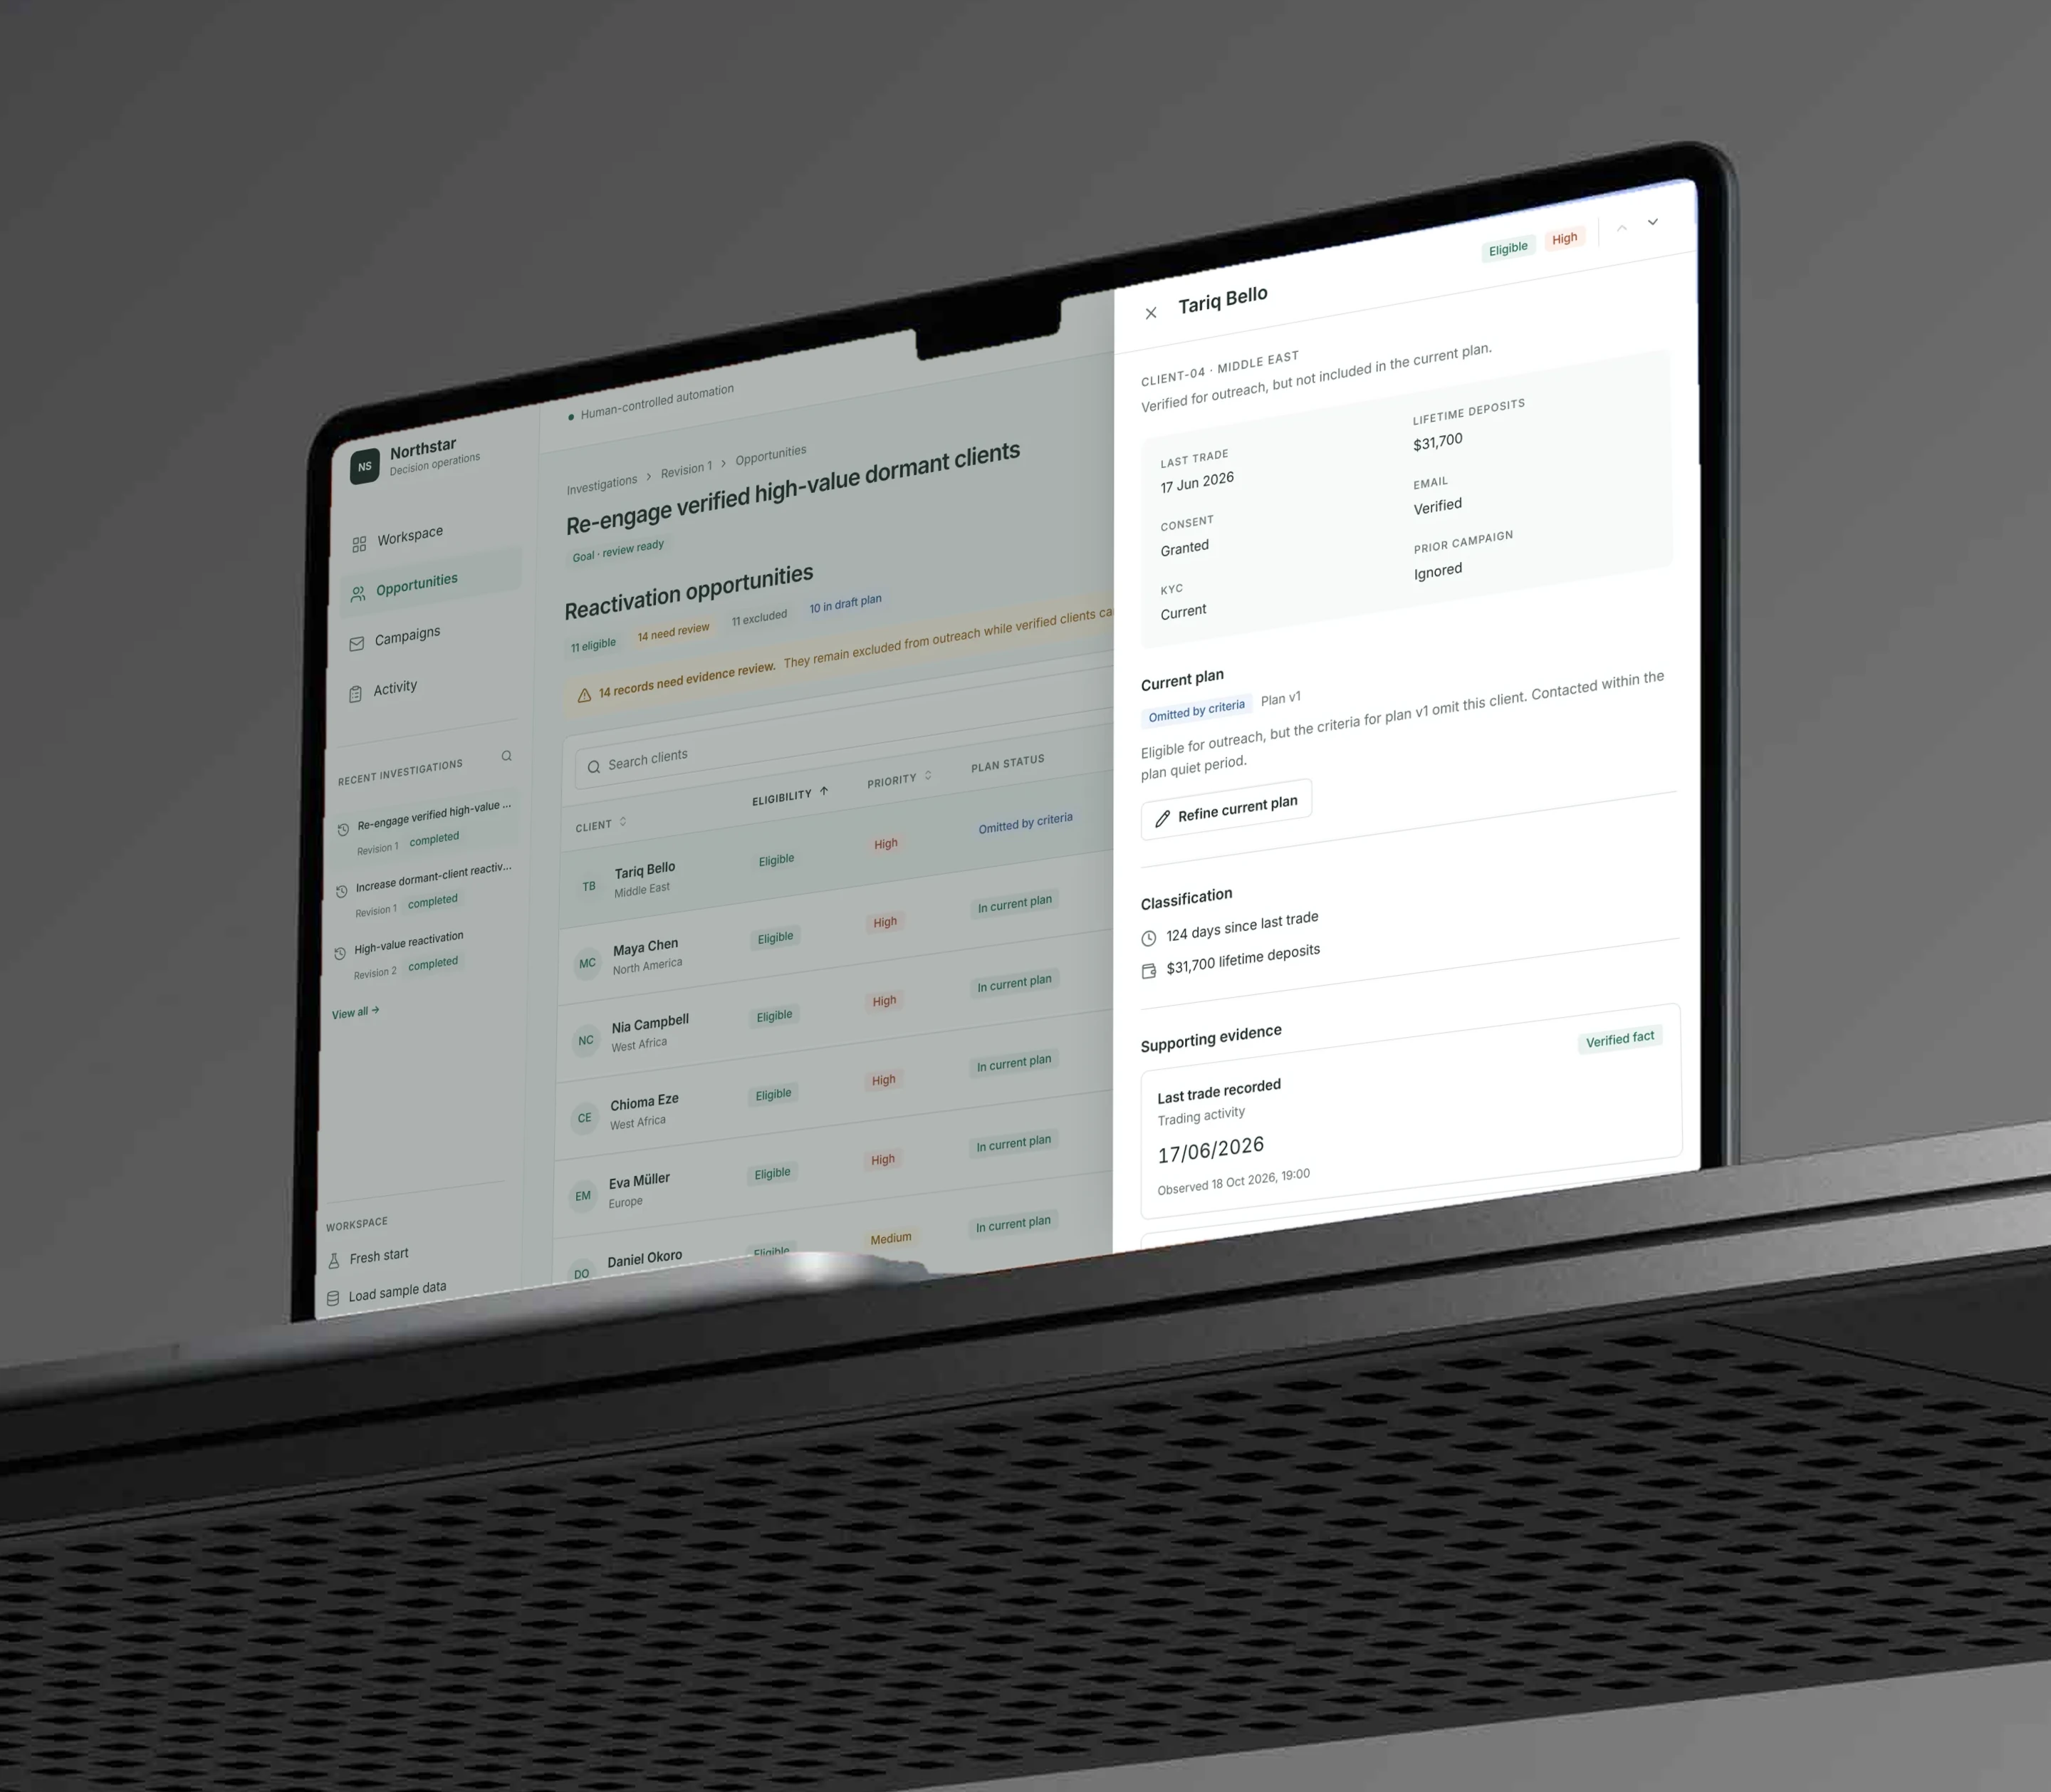 NS
Northstar
Decision operations
Workspace
Opportunities
Campaigns
Activity
RECENT INVESTIGATIONS
Re-engage verified high-value ...
Revision 1 completed
Increase dormant-client reactiv...
Revision 1 completed
High-value reactivation
Revision 2 completed
View all →
WORKSPACE
Fresh start
Load sample data
Human-controlled automation
Investigations > Revision 1 > Opportunities
Re-engage verified high-value dormant clients
Goal · review ready
Reactivation opportunities
11 eligible 14 need review 11 excluded 10 in draft plan
14 records need evidence review. They remain excluded from outreach while verified clients ca
Search clients
CLIENT ELIGIBILITY ↑ PRIORITY PLAN STATUS
TB Tariq Bello Eligible High Omitted by criteria
Middle East
MC Maya Chen Eligible High In current plan
North America
NC Nia Campbell Eligible High In current plan
West Africa
CE Chioma Eze Eligible High In current plan
West Africa
EM Eva Müller Eligible High In current plan
Europe
DO Daniel Okoro Eligible Medium In current plan
Tariq Bello
Eligible High
CLIENT-04 · MIDDLE EAST
Verified for outreach, but not included in the current plan.
LAST TRADE
17 Jun 2026
LIFETIME DEPOSITS
$31,700
CONSENT
Granted
EMAIL
Verified
KYC
Current
PRIOR CAMPAIGN
Ignored
Current plan
Omitted by criteria Plan v1
Eligible for outreach, but the criteria for plan v1 omit this client. Contacted within the
plan quiet period.
Refine current plan
Classification
124 days since last trade
$31,700 lifetime deposits
Supporting evidence
Last trade recorded
Verified fact
Trading activity
17/06/2026
Observed 18 Oct 2026, 19:00